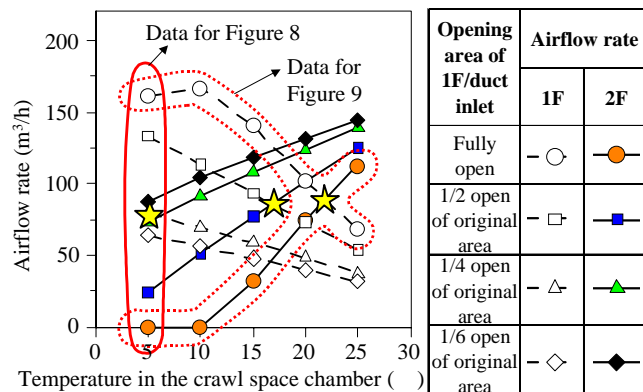 220
200
150
100
50
0
Airflow rate (m³/h)
0 5 10 15 20 25 30
Temperature in the crawl space chamber ( )
Data for Figure 8
Data for
Figure 9
Opening
area of
1F/duct
inlet
Airflow rate
1F 2F
Fully
open
1/2 open
of original
area
1/4 open
of original
area
1/6 open
of original
area